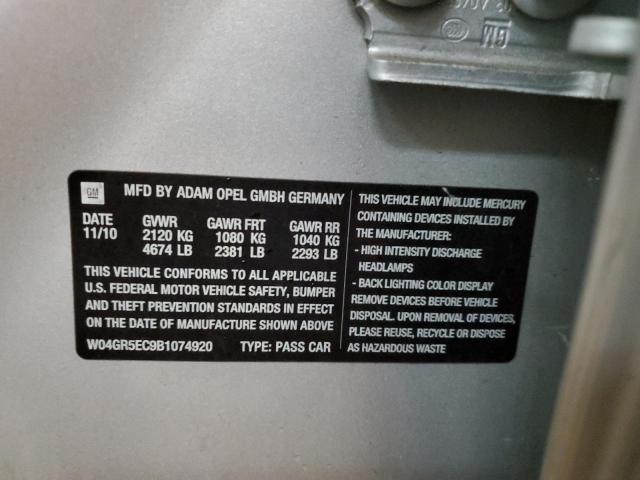 GM
GM
MFD BY ADAM OPEL GMBH GERMANY
DATE GVWR GAWR FRT GAWR RR
11/10 2120 KG 1080 KG 1040 KG
4674 LB 2381 LB 2293 LB
THIS VEHICLE CONFORMS TO ALL APPLICABLE
U.S. FEDERAL MOTOR VEHICLE SAFETY, BUMPER
AND THEFT PREVENTION STANDARDS IN EFFECT
ON THE DATE OF MANUFACTURE SHOWN ABOVE
W04GR5EC9B1074920 TYPE: PASS CAR
THIS VEHICLE MAY INCLUDE MERCURY
CONTAINING DEVICES INSTALLED BY
THE MANUFACTURER:
- HIGH INTENSITY DISCHARGE
HEADLAMPS
- BACK LIGHTING COLOR DISPLAY
REMOVE DEVICES BEFORE VEHICLE
DISPOSAL. UPON REMOVAL OF DEVICES,
PLEASE REUSE, RECYCLE OR DISPOSE
AS HAZARDOUS WASTE